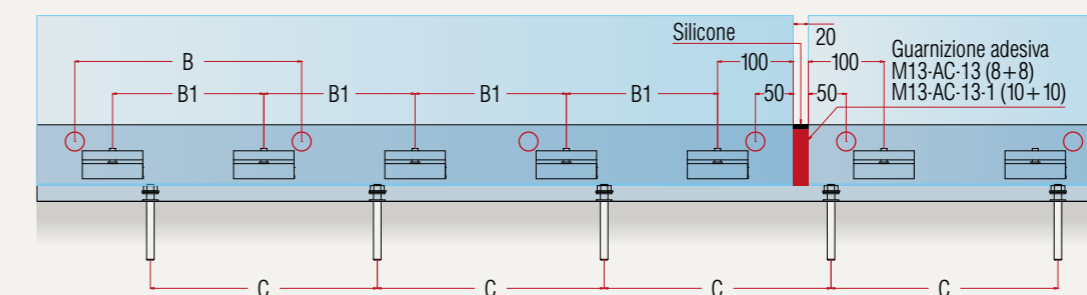 Silicone
20
Guarnizione adesiva
M13-AC-13 (8+8)
M13-AC-13-1 (10+10)
B
100
100
B1
B1
B1
B1
50
50
C
C
C
C